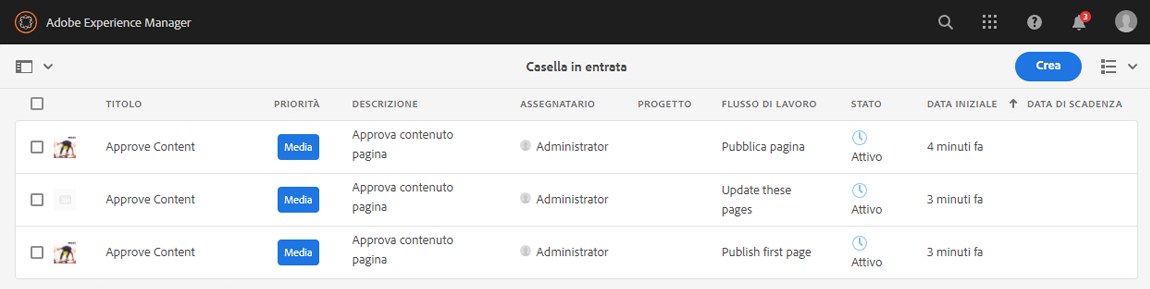 Adobe Experience Manager
3
Casella in entrata
Crea
TITOLO PRIORITÀ DESCRIZIONE ASSEGNATARIO PROGETTO FLUSSO DI LAVORO STATO DATA INIZIALE DATA DI SCADENZA
Approve Content Media Approva contenuto pagina Administrator Pubblica pagina Attivo 4 minuti fa
Approve Content Media Approva contenuto pagina Administrator Update these pages Attivo 3 minuti fa
Approve Content Media Approva contenuto pagina Administrator Publish first page Attivo 3 minuti fa